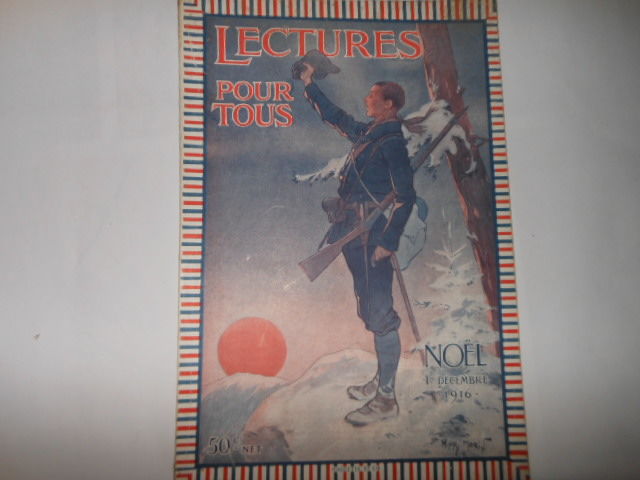 LECTURES
POUR
TOUS
NOËL
1er DÉCEMBRE
1916
50c NET